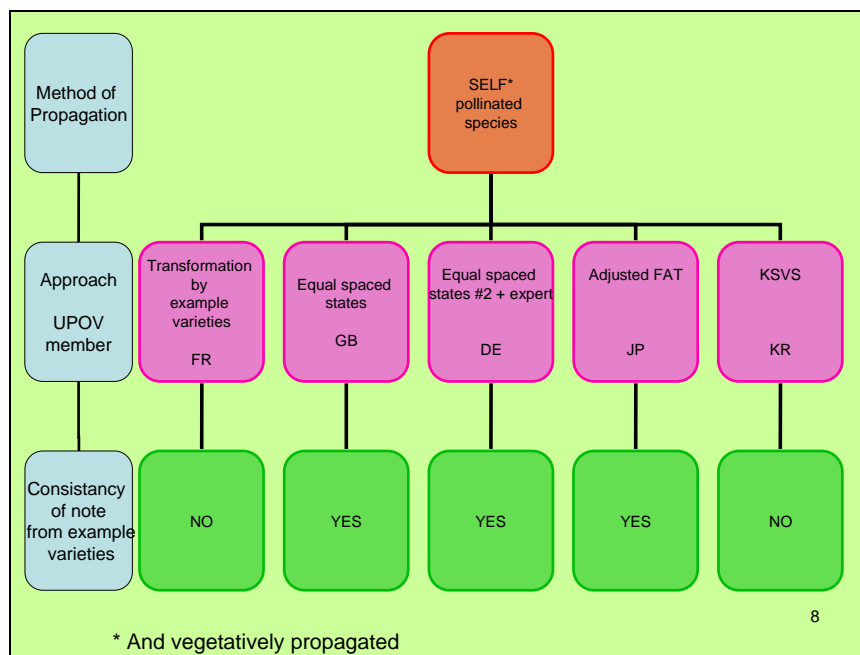 Method of
Propagation
SELF*
pollinated
species
Approach
UPOV
member
Transformation
by
example
varieties
FR
Equal spaced
states
GB
Equal spaced
states #2 + expert
DE
Adjusted FAT
JP
KSVS
KR
Consistancy
of note
from example
varieties
NO
YES
YES
YES
NO
8
* And vegetatively propagated